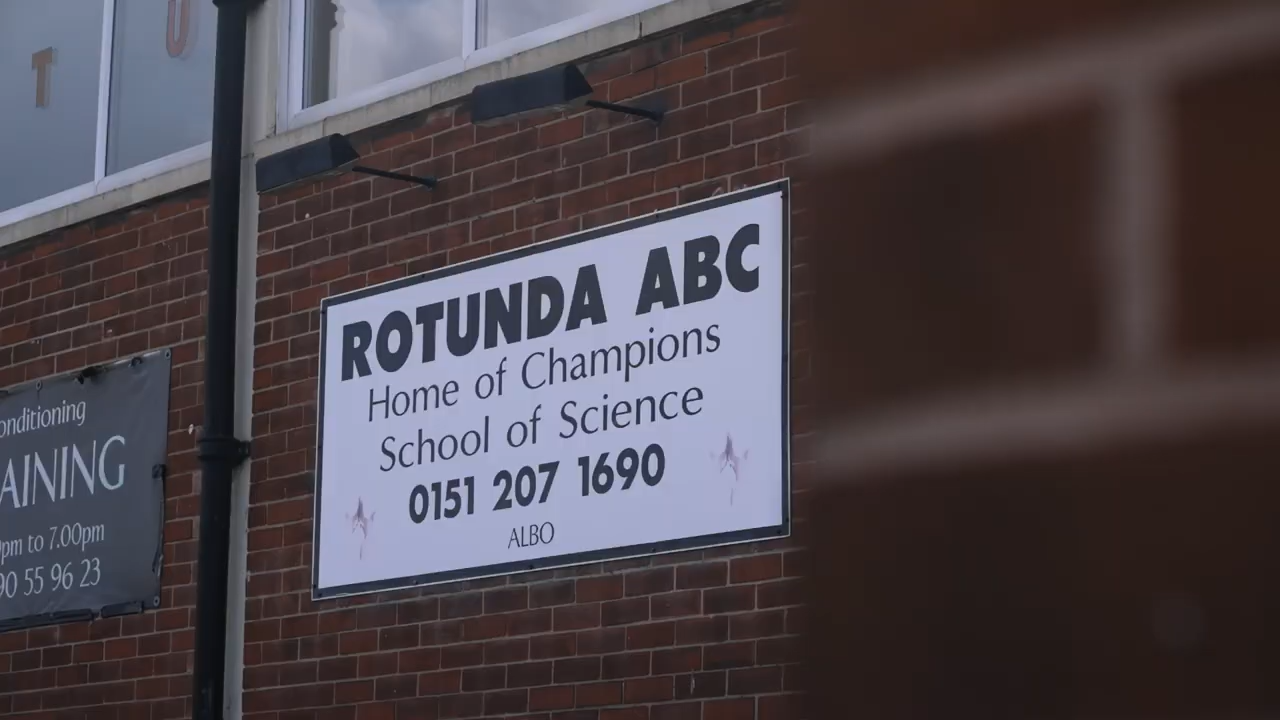 T U
ROTUNDA ABC
Home of Champions
School of Science
0151 207 1690
ALBO
onditioning
AINING
0pm to 7.00pm
90 55 96 23